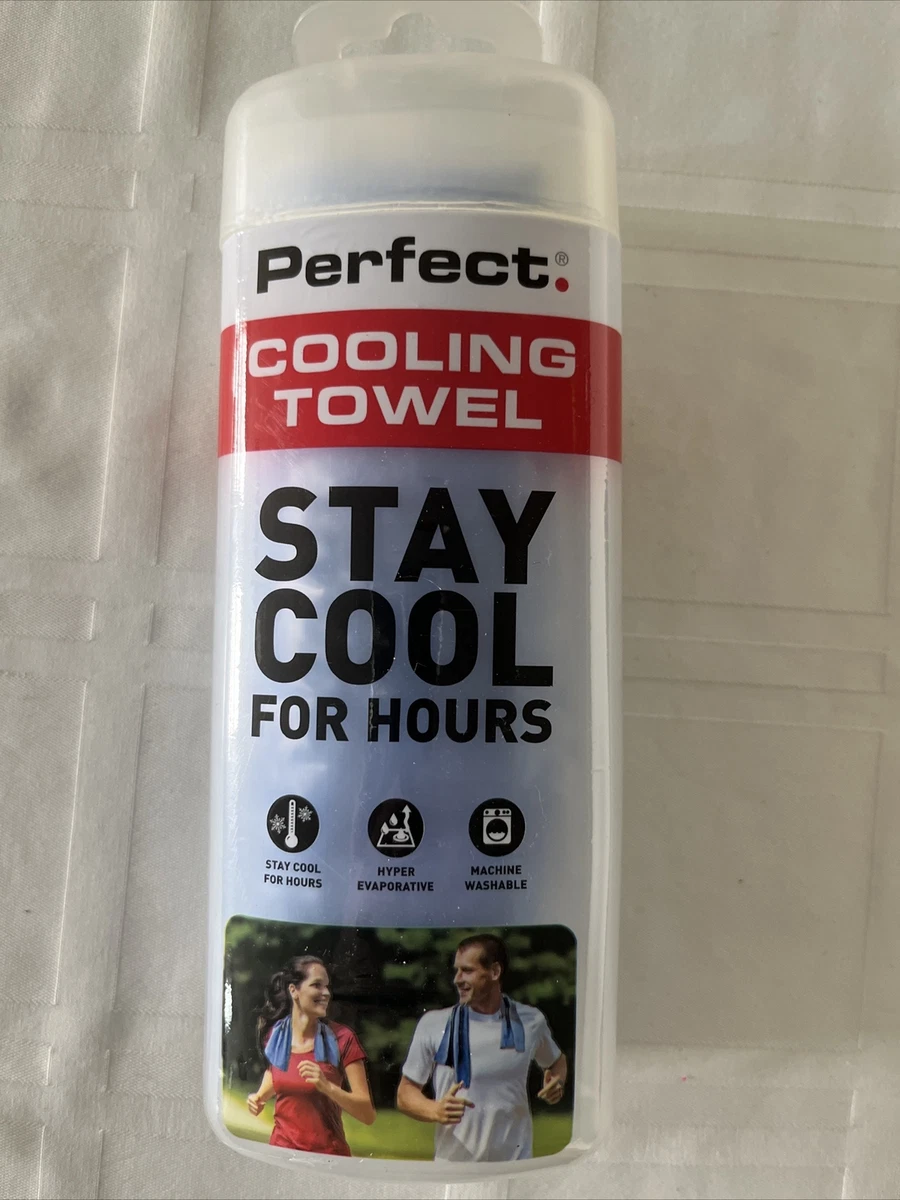 Perfect.®
COOLING
TOWEL
STAY
COOL
FOR HOURS
STAY COOL
FOR HOURS
HYPER
EVAPORATIVE
MACHINE
WASHABLE